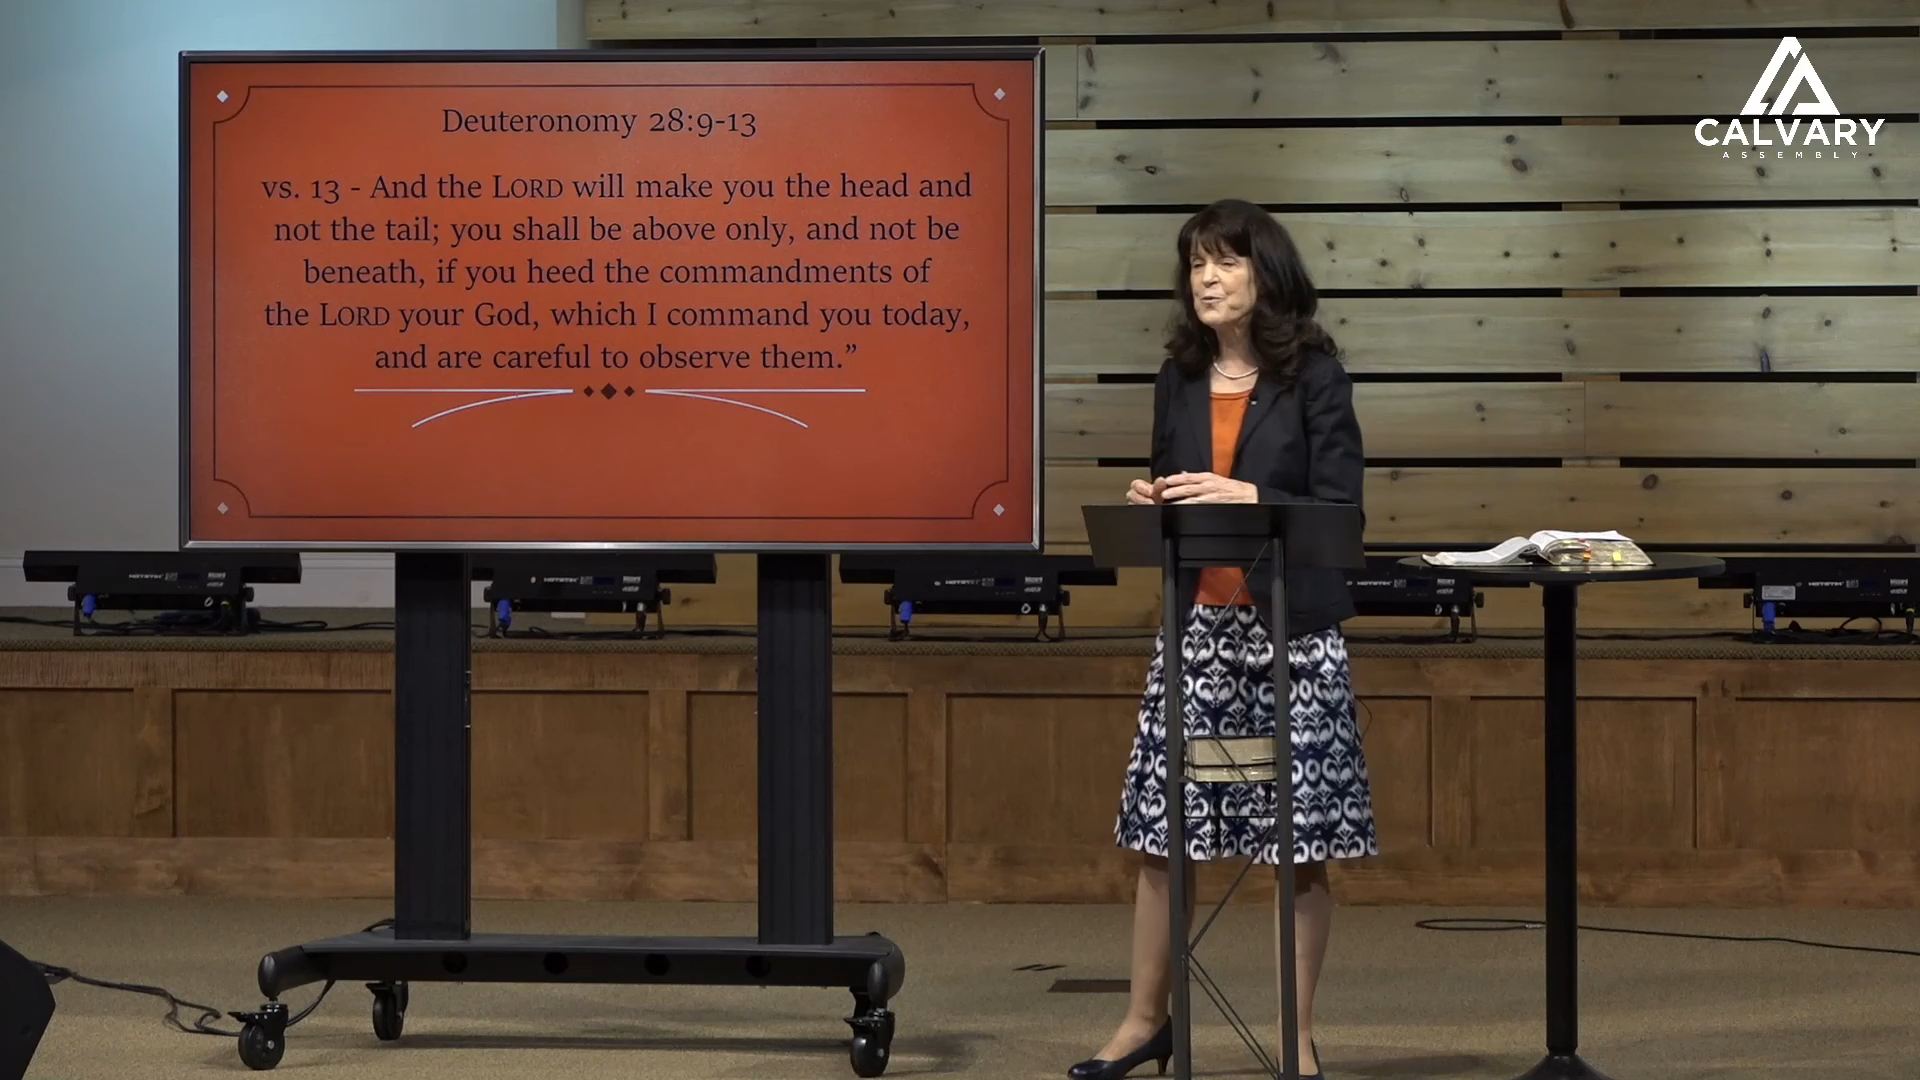 Deuteronomy 28:9-13
vs. 13 - And the LORD will make you the head and
not the tail; you shall be above only, and not be
beneath, if you heed the commandments of
the LORD your God, which I command you today,
and are careful to observe them.”
CALVARY
ASSEMBLY